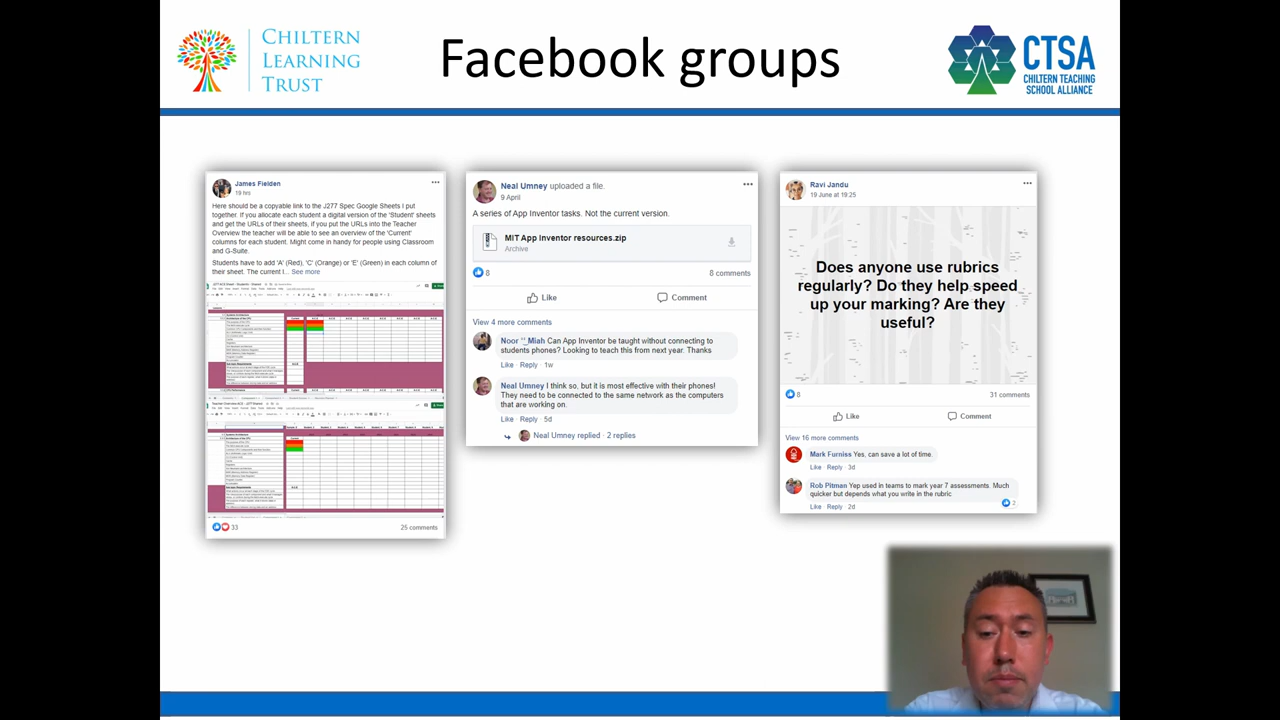 CHILTERN
LEARNING
TRUST
Facebook groups
CTSA
CHILTERN TEACHING
SCHOOL ALLIANCE
James Fielden
19 hrs
Here should be a copyable link to the J277 Spec Google Sheets I put
together. If you allocate each student a digital version of the 'Student' sheets
and get the URLs of their sheets, if you put the URLs into the Teacher
Overview the teacher will be able to see an overview of the 'Current'
columns for each student. Might come in handy for people using Classroom
and G-Suite.
Students have to add 'A' (Red), 'C' (Orange) or 'E' (Green) in each column of
their sheet. The current l... See more
33
25 comments
Neal Umney uploaded a file.
9 April
A series of App Inventor tasks. Not the current version.
MIT App Inventor resources.zip
Archive
8
8 comments
Like
Comment
View 4 more comments
Noor '.'_Miah Can App Inventor be taught without connecting to
students phones? Looking to teach this from next year. Thanks
Like · Reply · 1w
Neal Umney I think so, but it is most effective with their phones!
They need to be connected to the same network as the computers
that are working on.
Like · Reply · 5d
Neal Umney replied · 2 replies
Ravi Jandu
19 June at 19:25
Does anyone use rubrics
regularly? Do they help speed
up your marking? Are they
useful?
8
31 comments
Like
Comment
View 16 more comments
Mark Furniss Yes, can save a lot of time.
Like · Reply · 3d
Rob Pitman Yep used in teams to mark year 7 assessments. Much
quicker but depends what you write in the rubric
2
Like · Reply · 2d